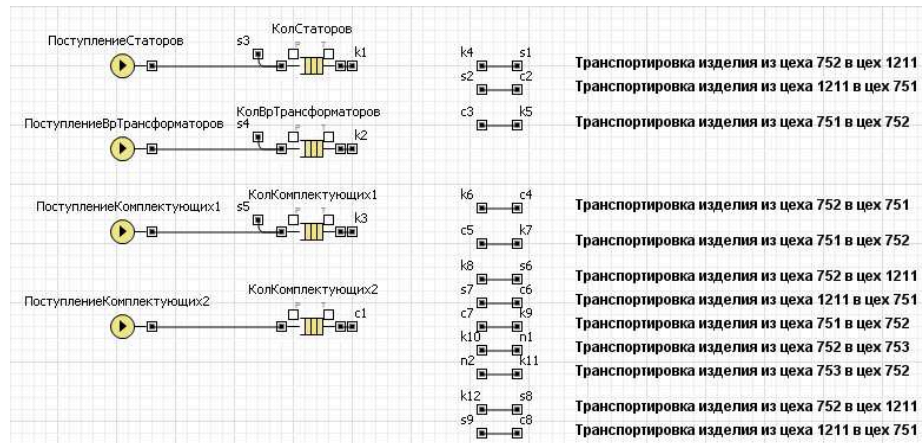 КолСтаторов
ПоступлениеСтаторов s3 k1
k4 s1 Транспортировка изделия из цеха 752 в цех 1211
s2 c2 Транспортировка изделия из цеха 1211 в цех 751
КолВрТрансформаторов
ПоступлениеВрТрансформаторов s4 k2
c3 k5 Транспортировка изделия из цеха 751 в цех 752
КолКомплектующих1
ПоступлениеКомплектующих1 s5 k3
k6 c4 Транспортировка изделия из цеха 752 в цех 751
c5 k7 Транспортировка изделия из цеха 751 в цех 752
k8 s6 Транспортировка изделия из цеха 752 в цех 1211
КолКомплектующих2
ПоступлениеКомплектующих2 c1
s7 c6 Транспортировка изделия из цеха 1211 в цех 751
c7 k9 Транспортировка изделия из цеха 751 в цех 752
k10 n1 Транспортировка изделия из цеха 752 в цех 753
n2 k11 Транспортировка изделия из цеха 753 в цех 752
k12 s8 Транспортировка изделия из цеха 752 в цех 1211
s9 c8 Транспортировка изделия из цеха 1211 в цех 751